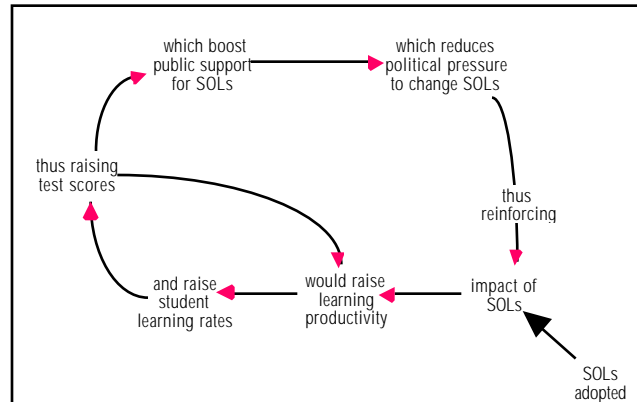 which boost
public support
for SOLs
which reduces
political pressure
to change SOLs
thus raising
test scores
thus
reinforcing
and raise
student
learning rates
would raise
learning
productivity
impact of
SOLs
SOLs
adopted